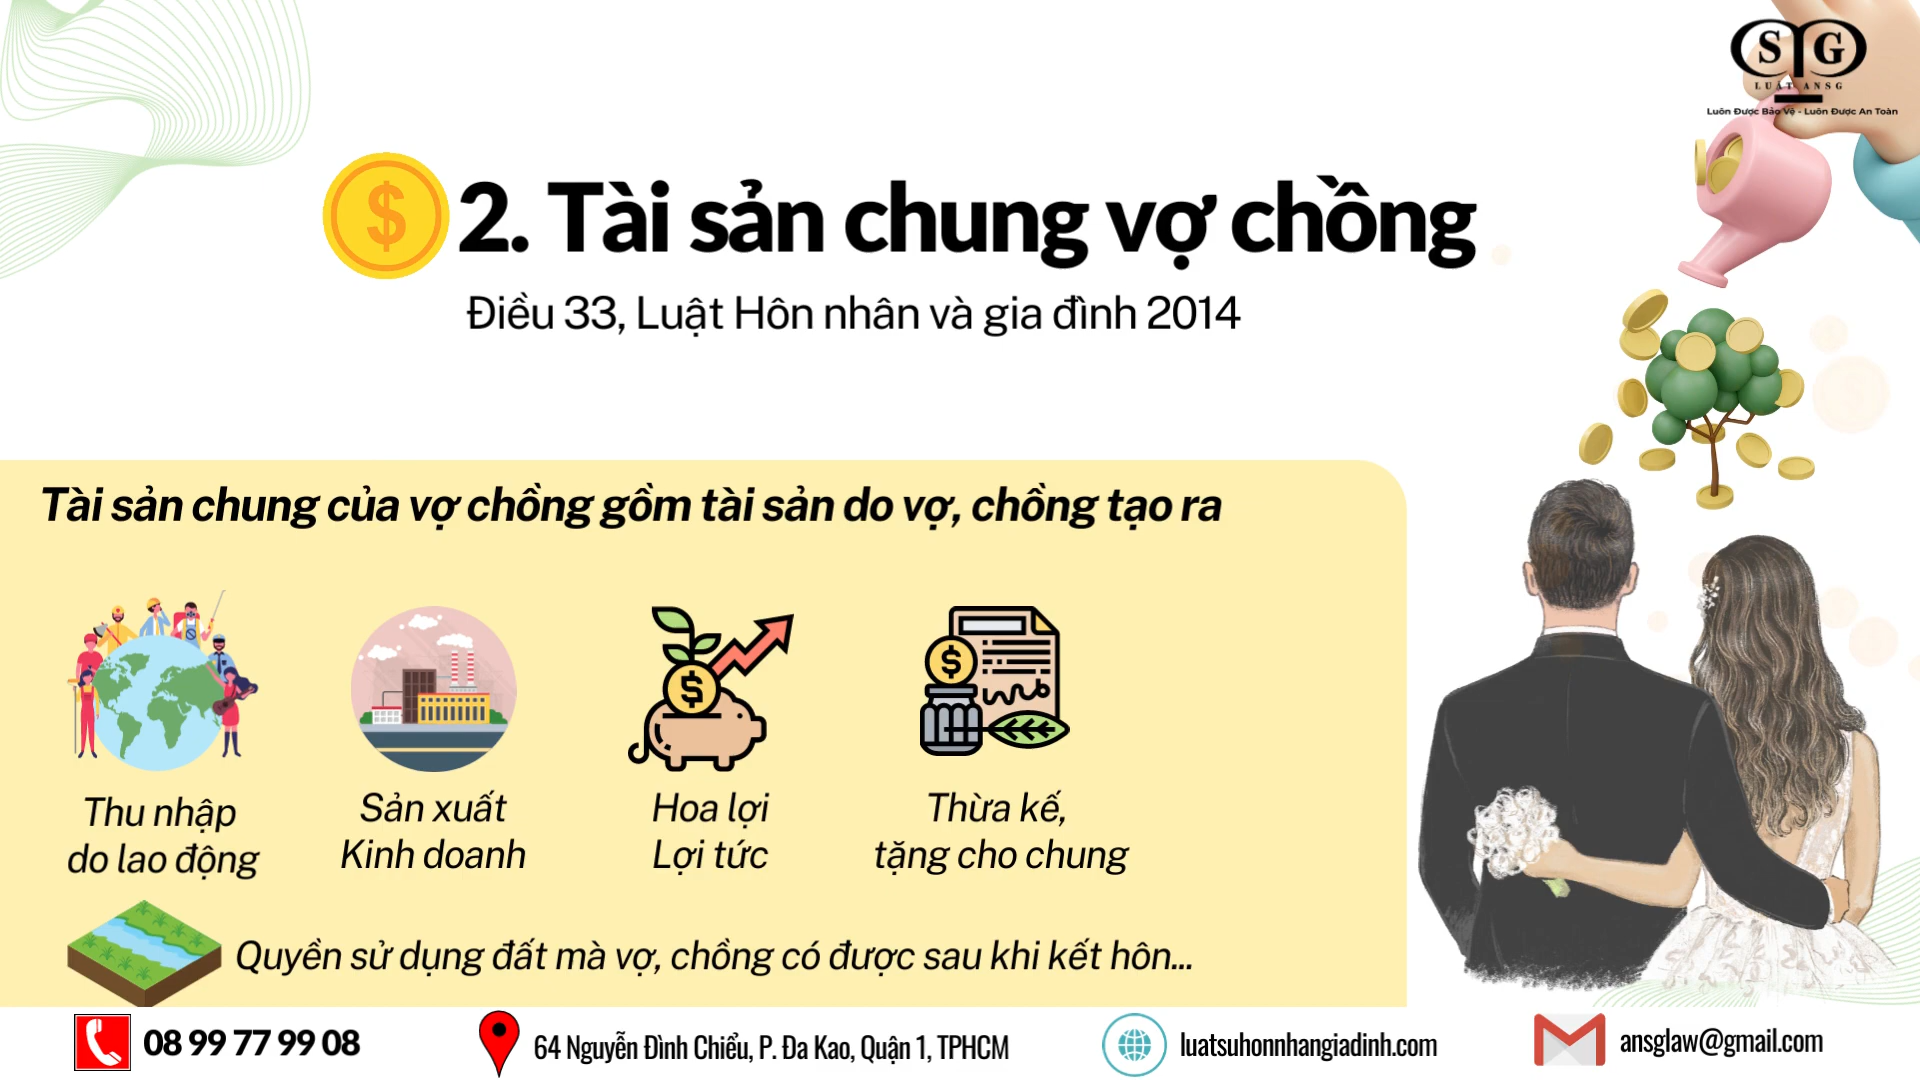 SG
LUẬT ANSG
Luôn Được Bảo Vệ - Luôn Được An Toàn
$ 2. Tài sản chung vợ chồng
Điều 33, Luật Hôn nhân và gia đình 2014
Tài sản chung của vợ chồng gồm tài sản do vợ, chồng tạo ra
Thu nhập
do lao động
Sản xuất
Kinh doanh
Hoa lợi
Lợi tức
Thừa kế,
tặng cho chung
Quyền sử dụng đất mà vợ, chồng có được sau khi kết hôn...
08 99 77 99 08
64 Nguyễn Đình Chiểu, P. Đa Kao, Quận 1, TPHCM
luatsuhonnhangiadinh.com
ansglaw@gmail.com